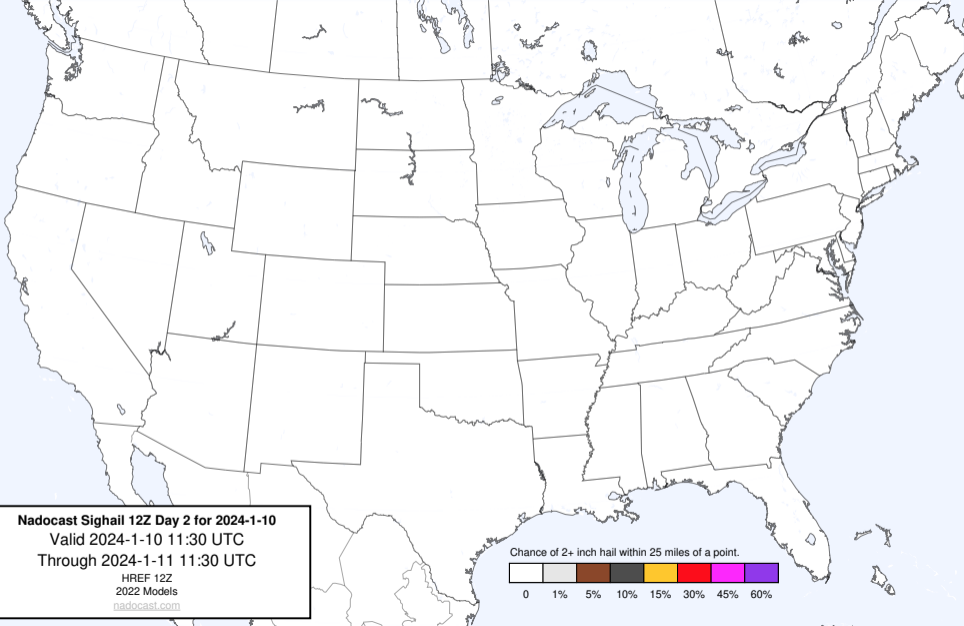 Nadocast Sighail 12Z Day 2 for 2024-1-10
Valid 2024-1-10 11:30 UTC
Through 2024-1-11 11:30 UTC
HREF 12Z
2022 Models
nadocast.com
Chance of 2+ inch hail within 25 miles of a point.
0 1% 5% 10% 15% 30% 45% 60%